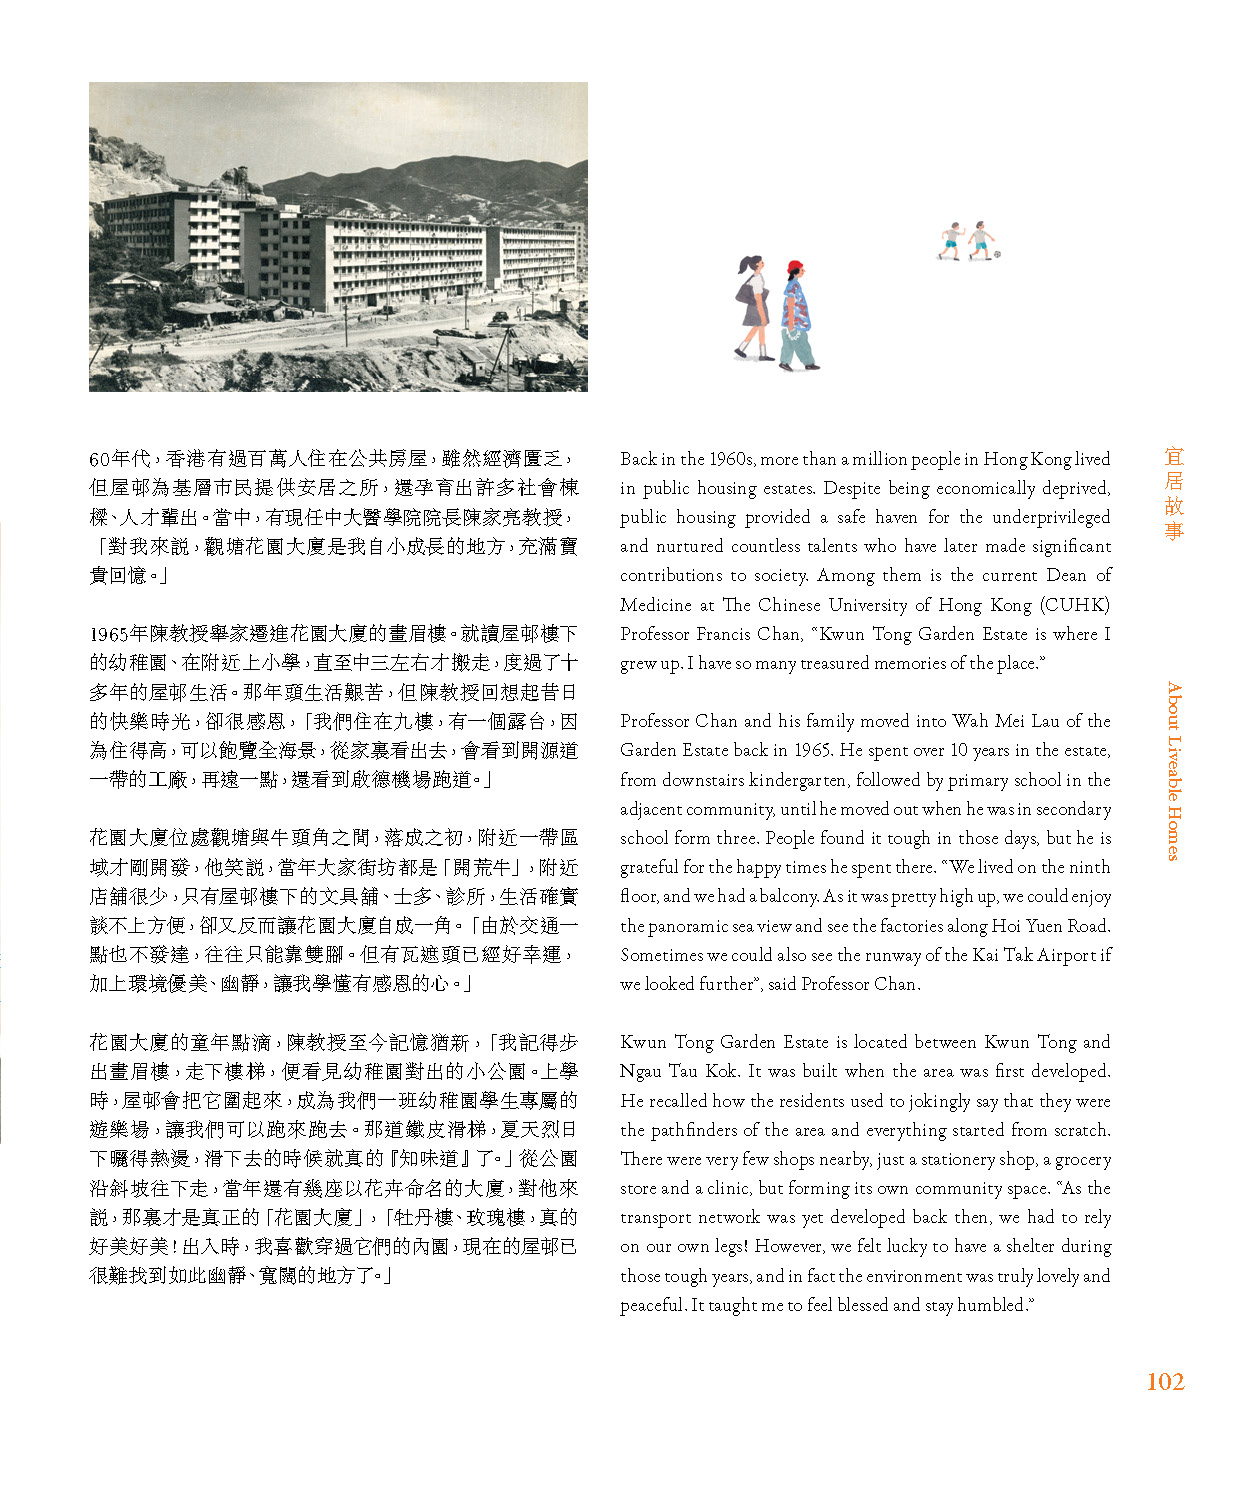 60年代，香港有過百萬人住在公共房屋，雖然經濟匱乏，
但屋邨為基層市民提供安居之所，還孕育出許多社會棟
樑、人才輩出。當中，有現任中大醫學院院長陳家亮教授，
「對我來説，觀塘花園大廈是我自小成長的地方，充滿寶
貴回憶。」
1965年陳教授舉家遷進花園大廈的畫眉樓。就讀屋邨樓下
的幼稚園、在附近上小學，直至中三左右才搬走，度過了十
多年的屋邨生活。那年頭生活艱苦，但陳教授回想起昔日
的快樂時光，卻很感恩，「我們住在九樓，有一個露台，因
為住得高，可以飽覽全海景，從家裏看出去，會看到開源道
一帶的工廠，再遠一點，還看到啟德機場跑道。」
花園大廈位處觀塘與牛頭角之間，落成之初，附近一帶區
域才剛開發，他笑説，當年大家街坊都是「開荒牛」，附近
店舖很少，只有屋邨樓下的文具舖、士多、診所，生活確實
談不上方便，卻又反而讓花園大廈自成一角。「由於交通一
點也不發達，往往只能靠雙腳。但有瓦遮頭已經好幸運，
加上環境優美、幽靜，讓我學懂有感恩的心。」
花園大廈的童年點滴，陳教授至今記憶猶新，「我記得步
出畫眉樓，走下樓梯，便看見幼稚園對出的小公園。上學
時，屋邨會把它圍起來，成為我們一班幼稚園學生專屬的
遊樂場，讓我們可以跑來跑去。那道鐵皮滑梯，夏天烈日
下曬得熱燙，滑下去的時候就真的『知味道』了。」從公園
沿斜坡往下走，當年還有幾座以花卉命名的大廈，對他來
説，那裏才是真正的「花園大廈」，「牡丹樓、玫瑰樓，真的
好美好美！出入時，我喜歡穿過它們的內園，現在的屋邨已
很難找到如此幽靜、寬闊的地方了。」
Back in the 1960s, more than a million people in Hong Kong lived
in public housing estates. Despite being economically deprived,
public housing provided a safe haven for the underprivileged
and nurtured countless talents who have later made significant
contributions to society. Among them is the current Dean of
Medicine at The Chinese University of Hong Kong (CUHK)
Professor Francis Chan, “Kwun Tong Garden Estate is where I
grew up. I have so many treasured memories of the place.”
Professor Chan and his family moved into Wah Mei Lau of the
Garden Estate back in 1965. He spent over 10 years in the estate,
from downstairs kindergarten, followed by primary school in the
adjacent community, until he moved out when he was in secondary
school form three. People found it tough in those days, but he is
grateful for the happy times he spent there. “We lived on the ninth
floor, and we had a balcony. As it was pretty high up, we could enjoy
the panoramic sea view and see the factories along Hoi Yuen Road.
Sometimes we could also see the runway of the Kai Tak Airport if
we looked further”, said Professor Chan.
Kwun Tong Garden Estate is located between Kwun Tong and
Ngau Tau Kok. It was built when the area was first developed.
He recalled how the residents used to jokingly say that they were
the pathfinders of the area and everything started from scratch.
There were very few shops nearby, just a stationery shop, a grocery
store and a clinic, but forming its own community space. “As the
transport network was yet developed back then, we had to rely
on our own legs! However, we felt lucky to have a shelter during
those tough years, and in fact the environment was truly lovely and
peaceful. It taught me to feel blessed and stay humbled.”
宜居故事
About Liveable Homes
102